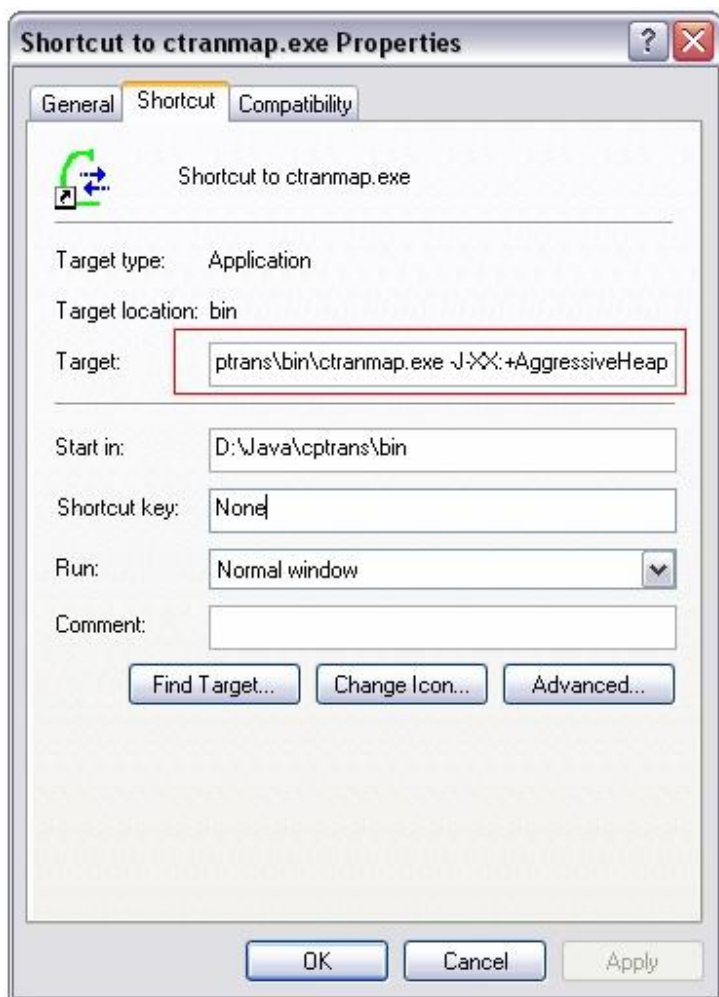 Shortcut to ctranmap.exe Properties
General Shortcut Compatibility
Shortcut to ctranmap.exe
Target type: Application
Target location: bin
Target: ptrans\bin\ctranmap.exe -J-XX:+AggressiveHeap
Start in: D:\Java\cptrans\bin
Shortcut key: None
Run: Normal window
Comment:
Find Target... Change Icon... Advanced...
OK Cancel Apply